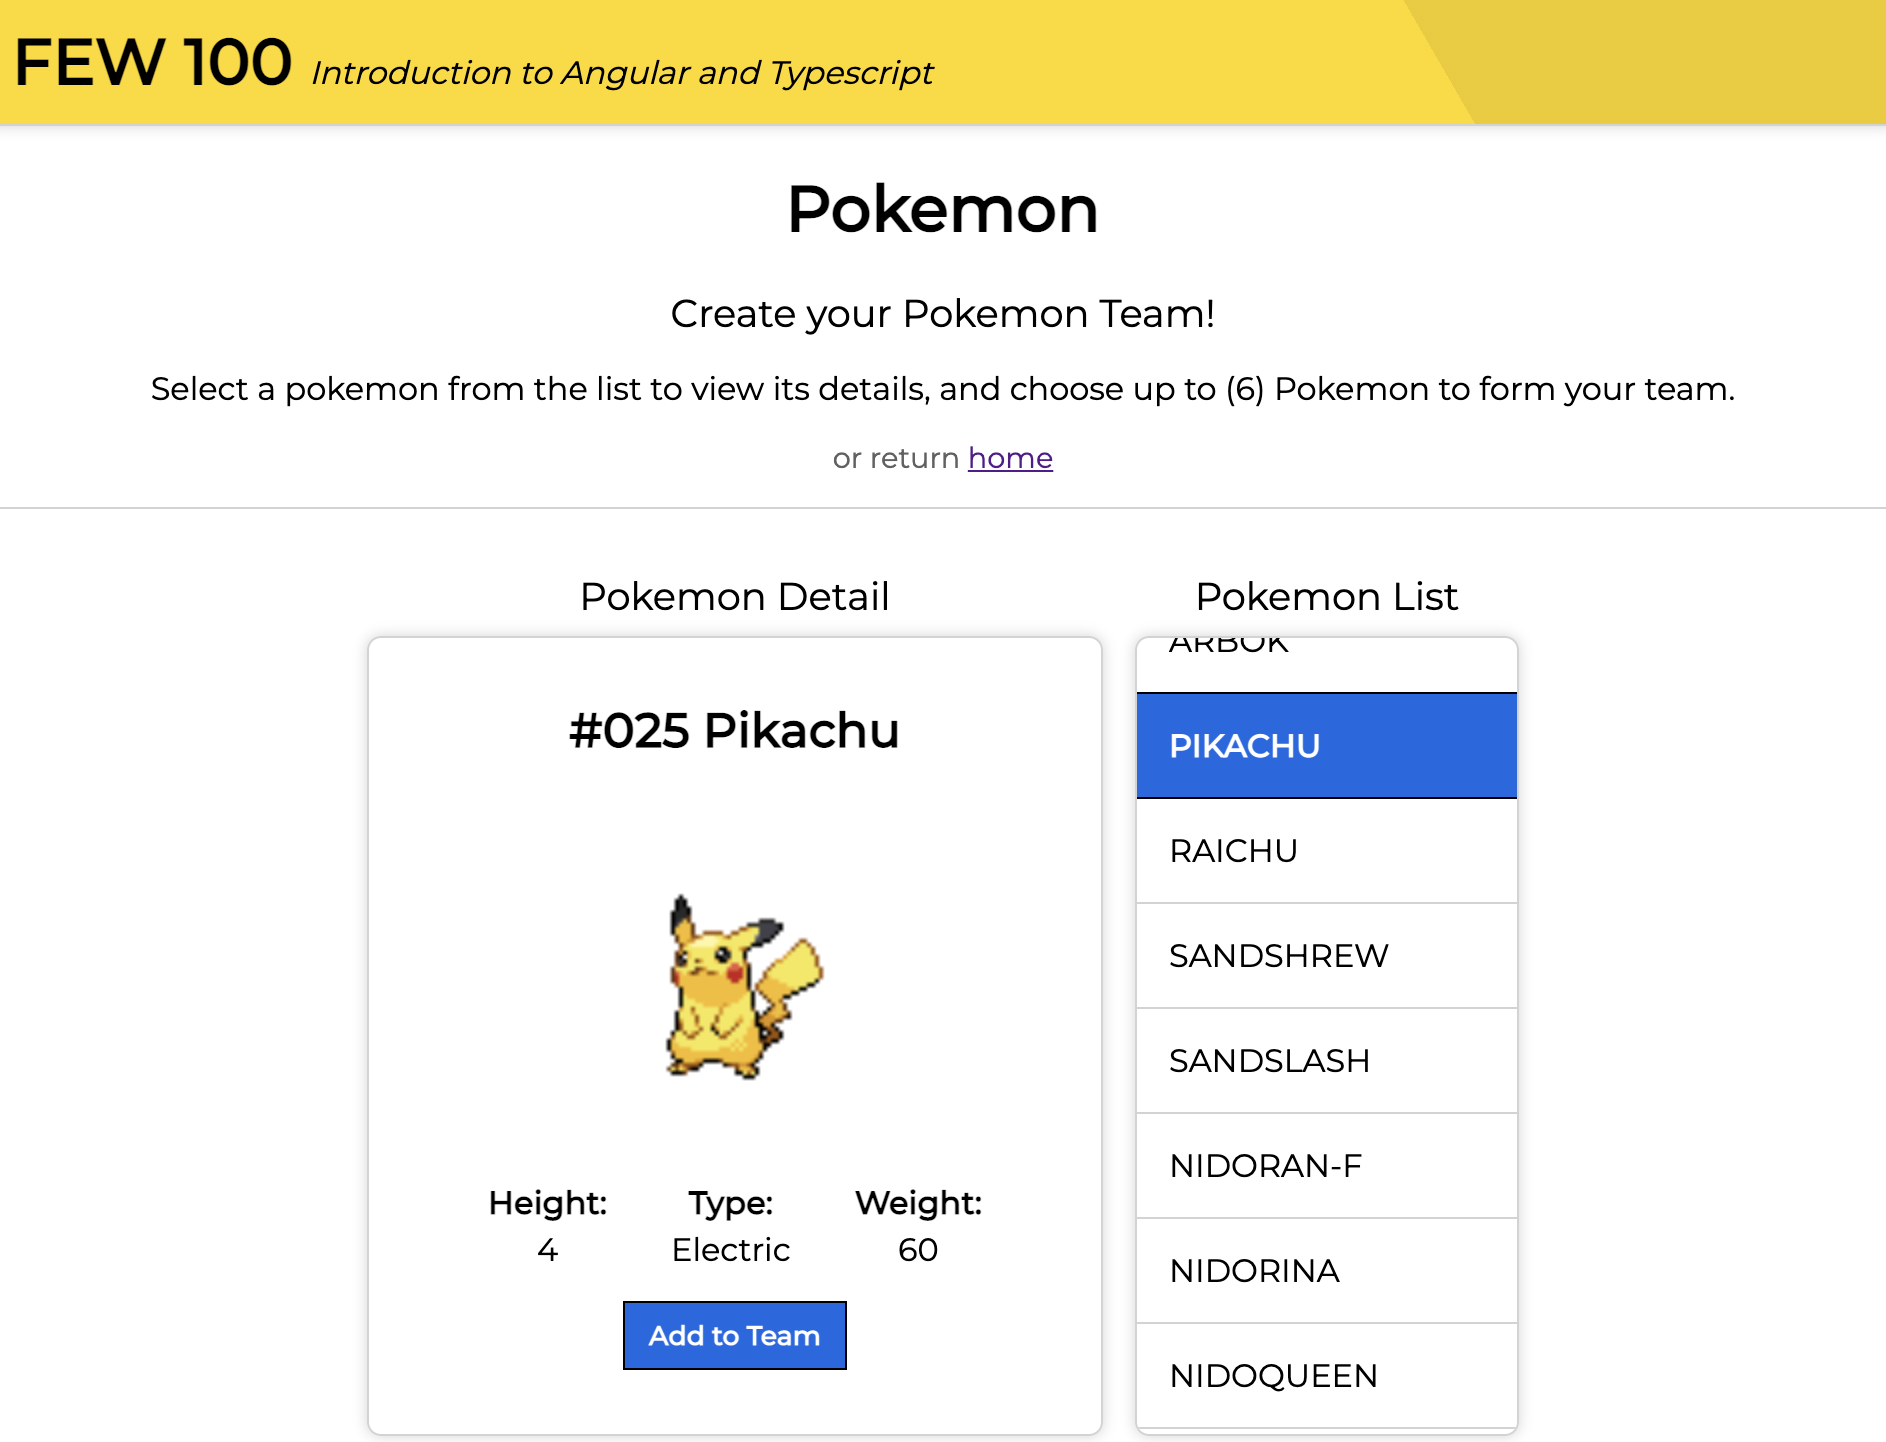 FEW 100 Introduction to Angular and Typescript
Pokemon
Create your Pokemon Team!
Select a pokemon from the list to view its details, and choose up to (6) Pokemon to form your team.
or return home
Pokemon Detail
#025 Pikachu
Height: Type: Weight:
4 Electric 60
Add to Team
Pokemon List
ARBOK
PIKACHU
RAICHU
SANDSHREW
SANDSLASH
NIDORAN-F
NIDORINA
NIDOQUEEN